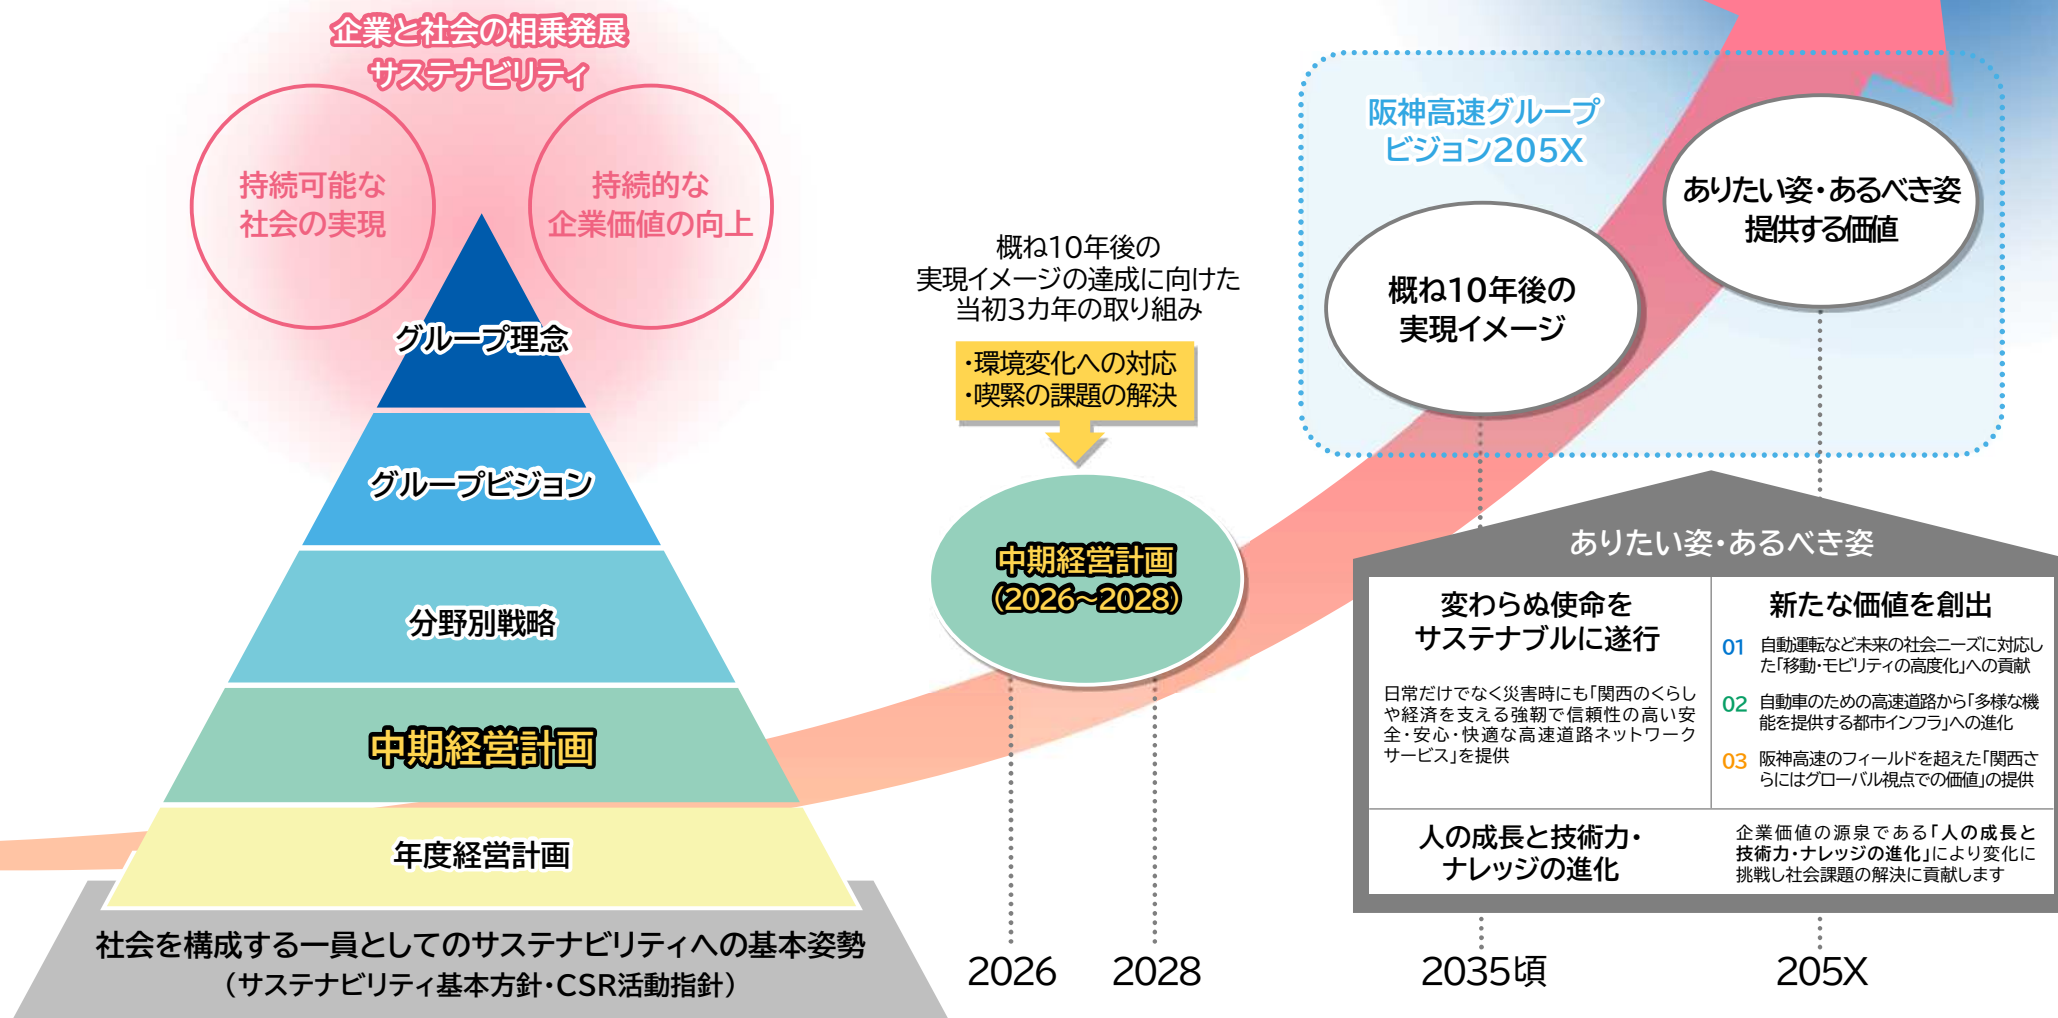 企業と社会の相乗発展
サステナビリティ
持続可能な
社会の実現
持続的な
企業価値の向上
グループ理念
グループビジョン
分野別戦略
中期経営計画
年度経営計画
社会を構成する一員としてのサステナビリティへの基本姿勢
（サステナビリティ基本方針・CSR活動指針）
概ね10年後の
実現イメージの達成に向けた
当初3カ年の取り組み
・環境変化への対応
・喫緊の課題の解決
中期経営計画
（2026～2028）
2026
2028
阪神高速グループ
ビジョン205X
概ね10年後の
実現イメージ
ありたい姿・あるべき姿
提供する価値
ありたい姿・あるべき姿
変わらぬ使命を
サステナブルに遂行
日常だけでなく災害時にも「関西のくらし
や経済を支える強靭で信頼性の高い安
全・安心・快適な高速道路ネットワーク
サービス」を提供
新たな価値を創出
01 自動運転など未来の社会ニーズに対応し
た「移動・モビリティの高度化」への貢献
02 自動車のための高速道路から「多様な機
能を提供する都市インフラ」への進化
03 阪神高速のフィールドを超えた「関西さ
らにはグローバル視点での価値」の提供
人の成長と技術力・
ナレッジの進化
企業価値の源泉である「人の成長と
技術力・ナレッジの進化」により変化に
挑戦し社会課題の解決に貢献します
2035頃
205X